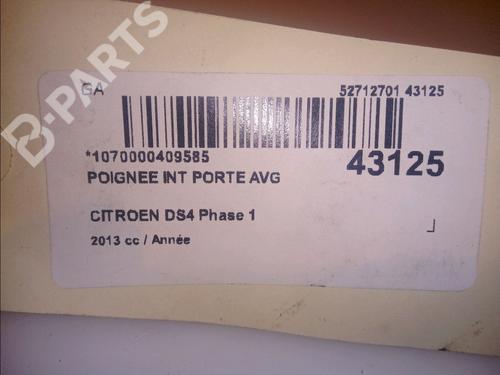 B-PARTS
GA
52712701 43125
*1070000409585
43125
POIGNEE INT PORTE AVG
CITROEN DS4 Phase 1
2013 cc / Année